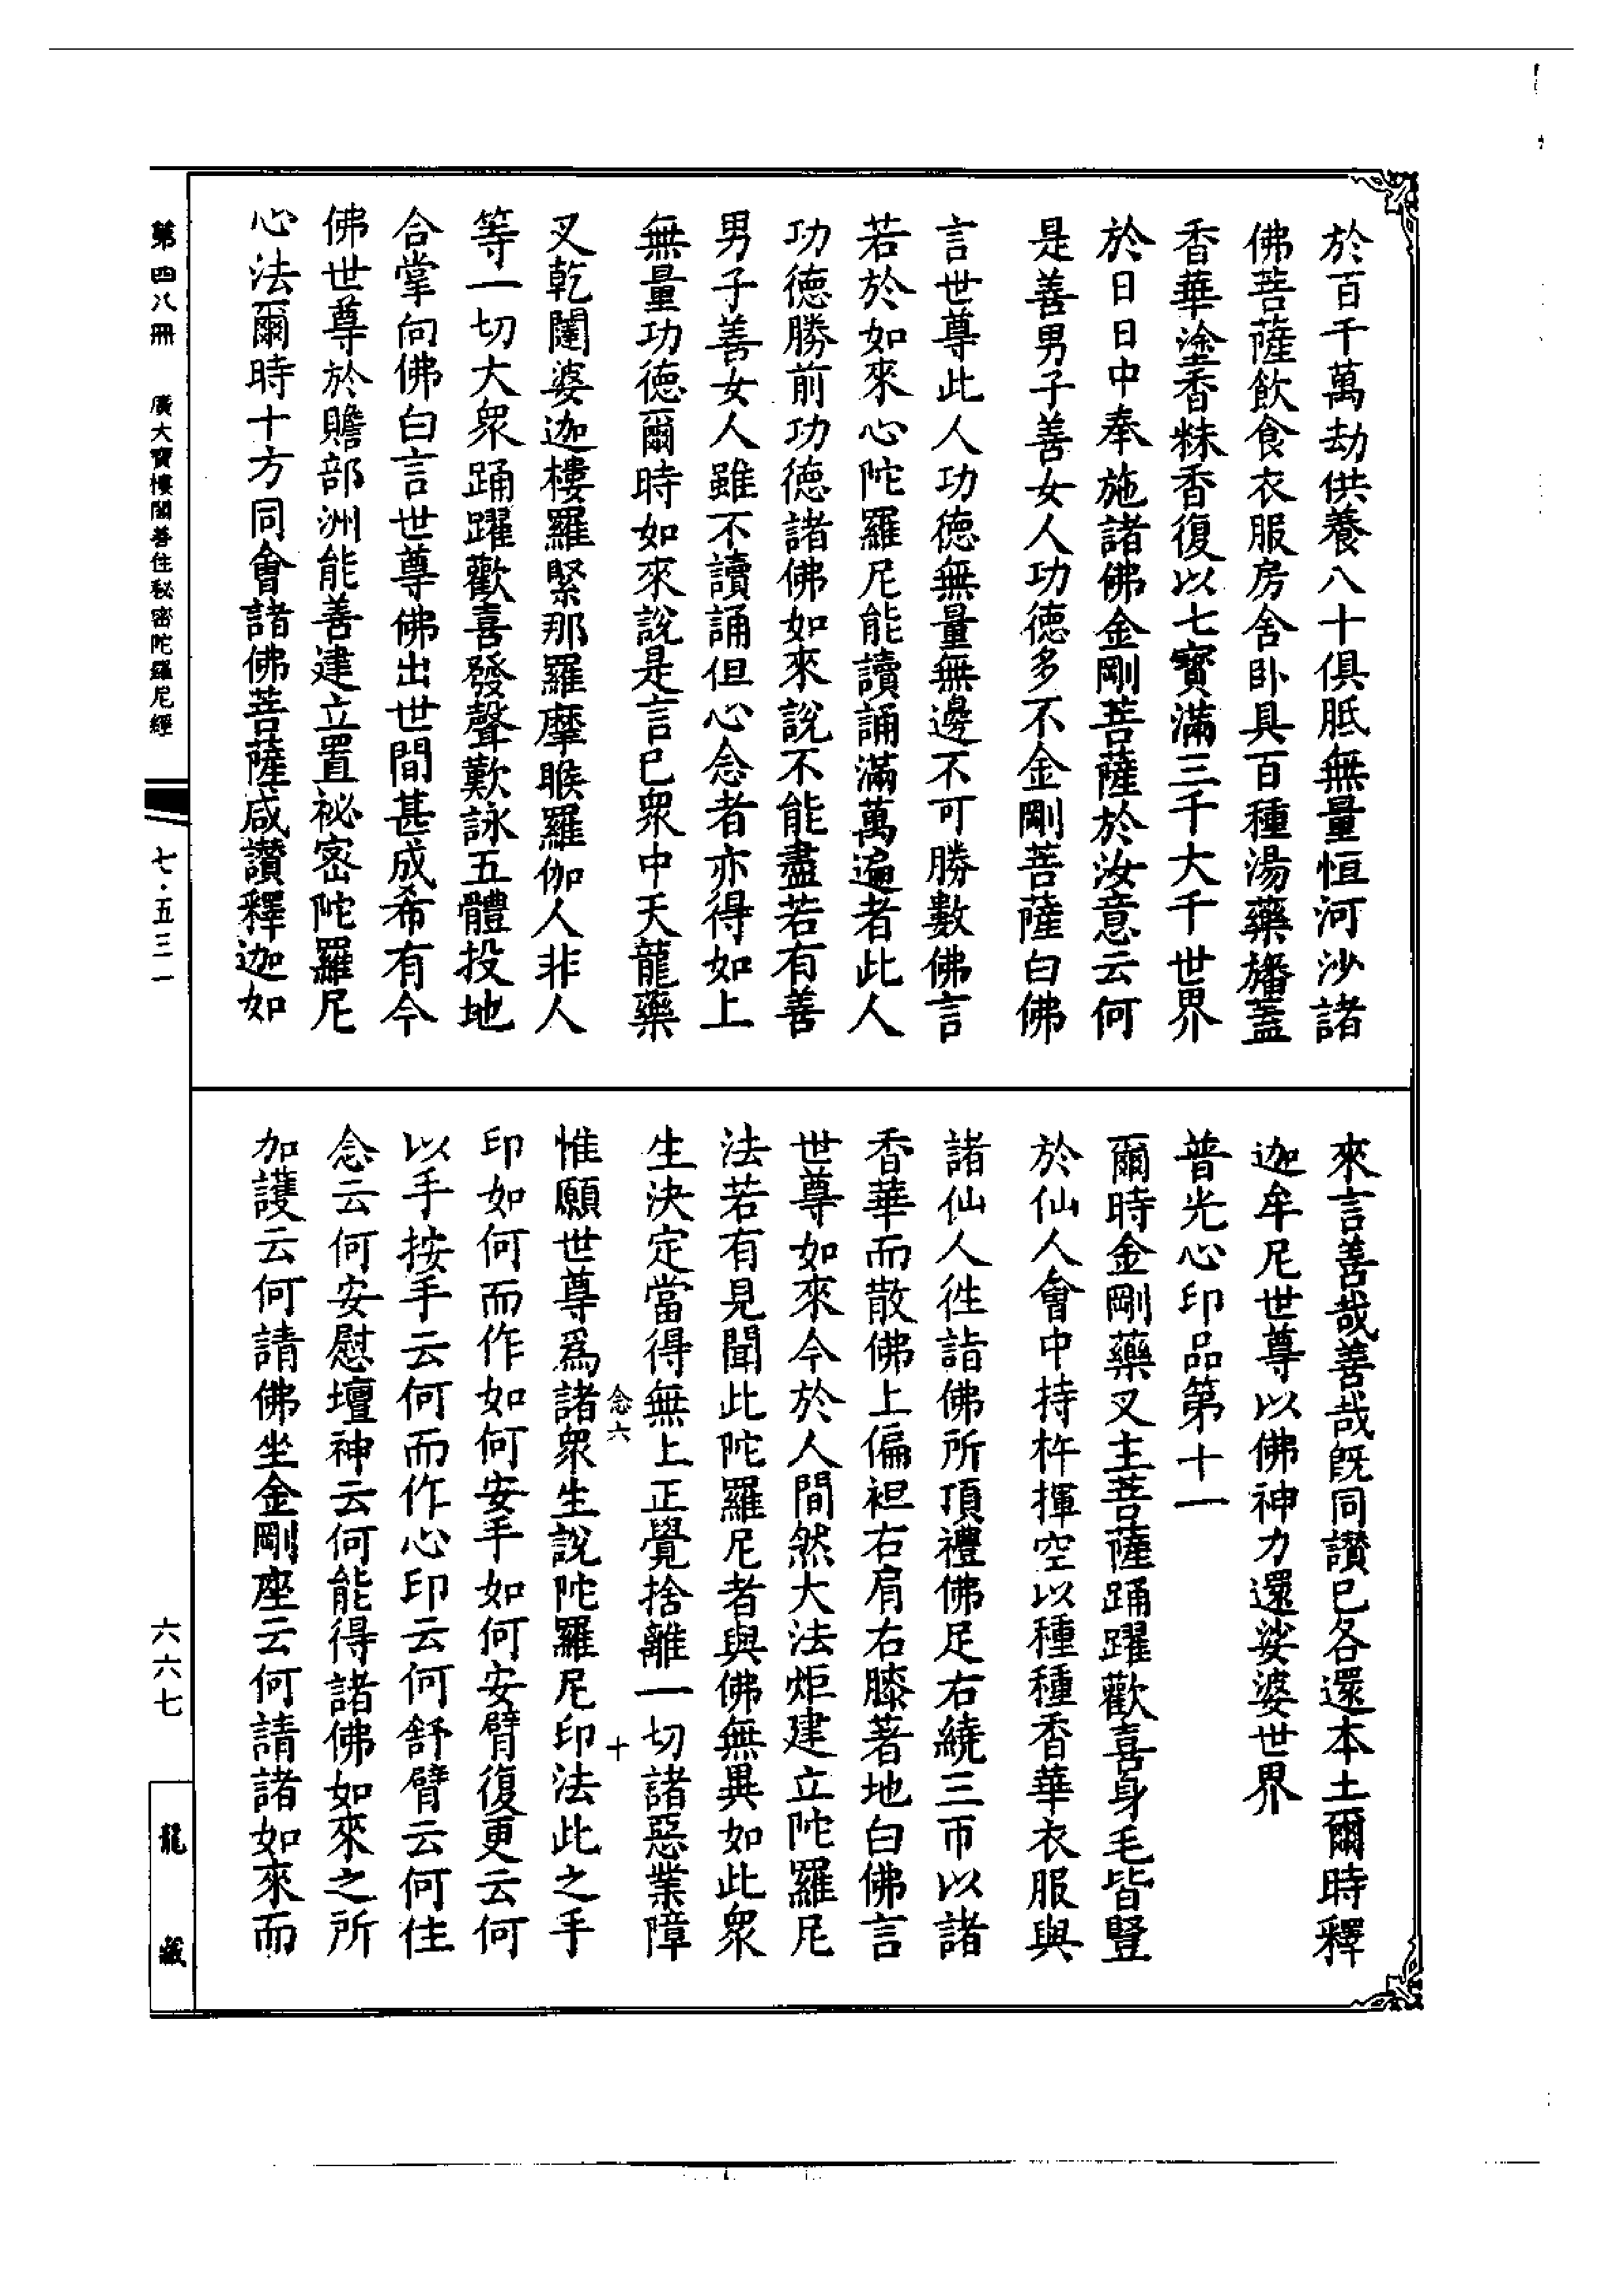 於百千萬劫供養八十俱胝無量恒河沙諸
佛菩薩飲食衣服房舍卧具百種湯藥旛蓋
香華塗香粖香復以七寶滿三千大千世界
於日日中奉施諸佛金剛菩薩於汝意云何
是善男子善女人功德多不金剛菩薩白佛
言世尊此人功德無量無邊不可勝數佛言
若於如來心陀羅尼能讀誦滿萬遍者此人
功德勝前功德諸佛如來說不能盡若有善
男子善女人雖不讀誦但心念者亦得如上
無量功德爾時如來說是言已眾中天龍藥
叉乾闥婆迦樓羅緊那羅摩睺羅伽人非人
等一切大眾踊躍歡喜發聲歎詠五體投地
合掌向佛白言世尊佛出世間甚成希有今
佛世尊於贍部洲能善建立置祕密陀羅尼
心法爾時十方同會諸佛菩薩咸讚釋迦如
來言善哉善哉既同讚已各還本土爾時釋
迦牟尼世尊以佛神力還娑婆世界
普光心印品第十一
爾時金剛藥叉主菩薩踊躍歡喜身毛皆豎
於仙人會中持杵揮空以種種香華衣服與
諸仙人往詣佛所頂禮佛足右繞三帀以諸
香華而散佛上偏袒右肩右膝著地白佛言
世尊如來今於人間然大法炬建立陀羅尼
法若有見聞此陀羅尼者與佛無異如此眾
生決定當得無上正覺捨離一切諸惡業障
念六 十
惟願世尊爲諸眾生說陀羅尼印法此之手
印如何而作如何安手如何安臂復更云何
以手按手云何而作心印云何舒臂云何住
念云何安慰壇神云何能得諸佛如來之所
加護云何請佛坐金剛座云何請諸如來而
第四八冊 廣大寶樓閣善住秘密陀羅尼經
七·五三一
六六七
龍藏